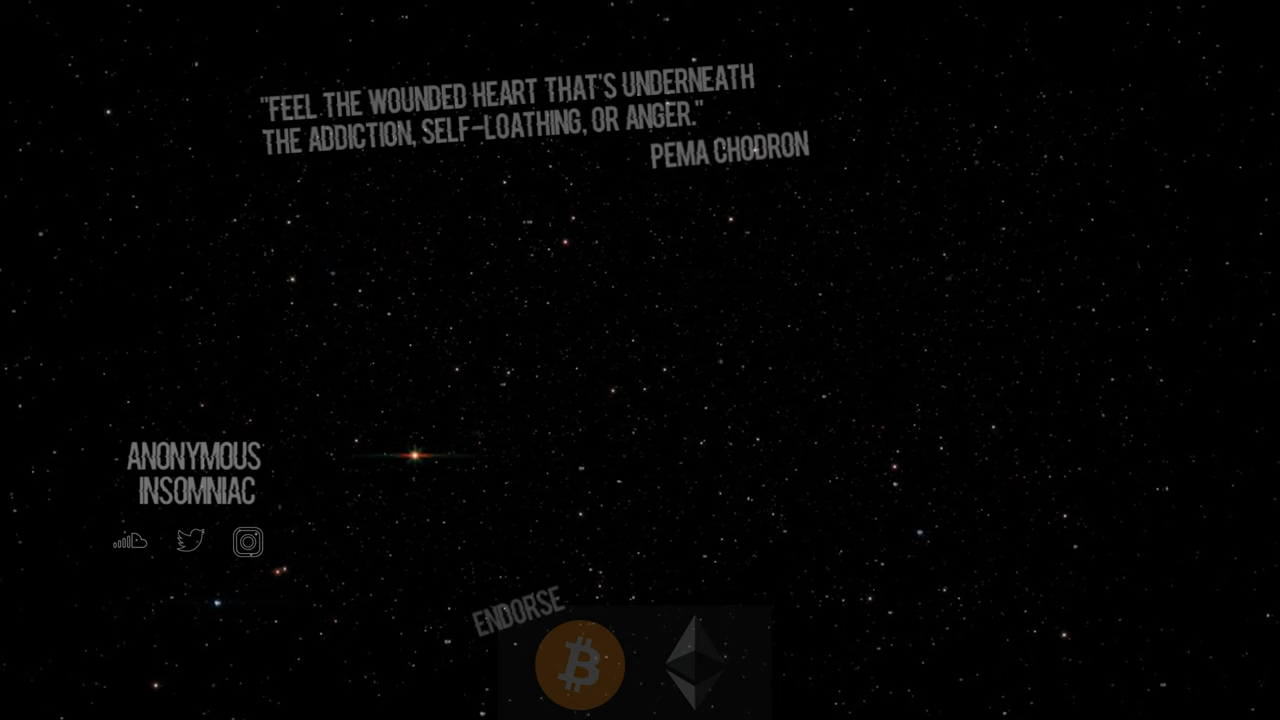 "FEEL THE WOUNDED HEART THAT'S UNDERNEATH
THE ADDICTION, SELF-LOATHING, OR ANGER."
PEMA CHODRON
ANONYMOUS
INSOMNIAC
ENDORSE